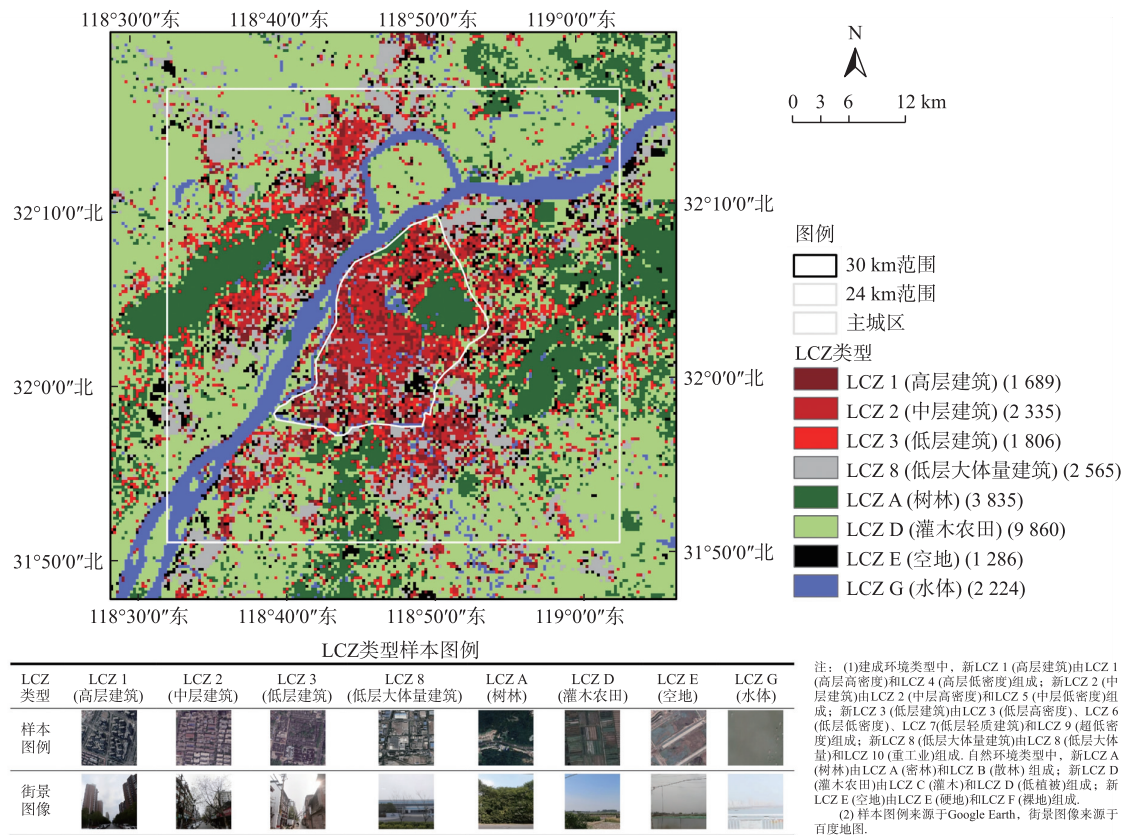 118°30′0″东 118°40′0″东 118°50′0″东 119°0′0″东
N
0 3 6 12 km
32°10′0″北
32°10′0″北
32°0′0″北
32°0′0″北
31°50′0″北
31°50′0″北
118°30′0″东 118°40′0″东 118°50′0″东 119°0′0″东
图例
30 km范围
24 km范围
主城区
LCZ类型
LCZ 1 (高层建筑) (1 689)
LCZ 2 (中层建筑) (2 335)
LCZ 3 (低层建筑) (1 806)
LCZ 8 (低层大体量建筑) (2 565)
LCZ A (树林) (3 835)
LCZ D (灌木农田) (9 860)
LCZ E (空地) (1 286)
LCZ G (水体) (2 224)
LCZ类型样本图例
LCZ LCZ 1 LCZ 2 LCZ 3 LCZ 8 LCZ A LCZ D LCZ E LCZ G
类型 (高层建筑) (中层建筑) (低层建筑) (低层大体量建筑) (树林) (灌木农田) (空地) (水体)
样本
图例
街景
图像
注: (1)建成环境类型中，新LCZ 1 (高层建筑)由LCZ 1
(高层高密度)和LCZ 4 (高层低密度)组成；新LCZ 2 (中
层建筑)由LCZ 2 (中层高密度)和LCZ 5 (中层低密度)组
成；新LCZ 3 (低层建筑)由LCZ 3 (低层高密度)、LCZ 6
(低层低密度)、LCZ 7(低层轻质建筑)和LCZ 9 (超低密
度)组成；新LCZ 8 (低层大体量建筑)由LCZ 8 (低层大体
量)和LCZ 10 (重工业)组成. 自然环境类型中，新LCZ A
(树林)由LCZ A (密林)和LCZ B (散林) 组成；新LCZ D
(灌木农田)由LCZ C (灌木)和LCZ D (低植被)组成；新
LCZ E (空地)由LCZ E (硬地)和LCZ F (裸地)组成.
(2) 样本图例来源于Google Earth，街景图像来源于
百度地图.